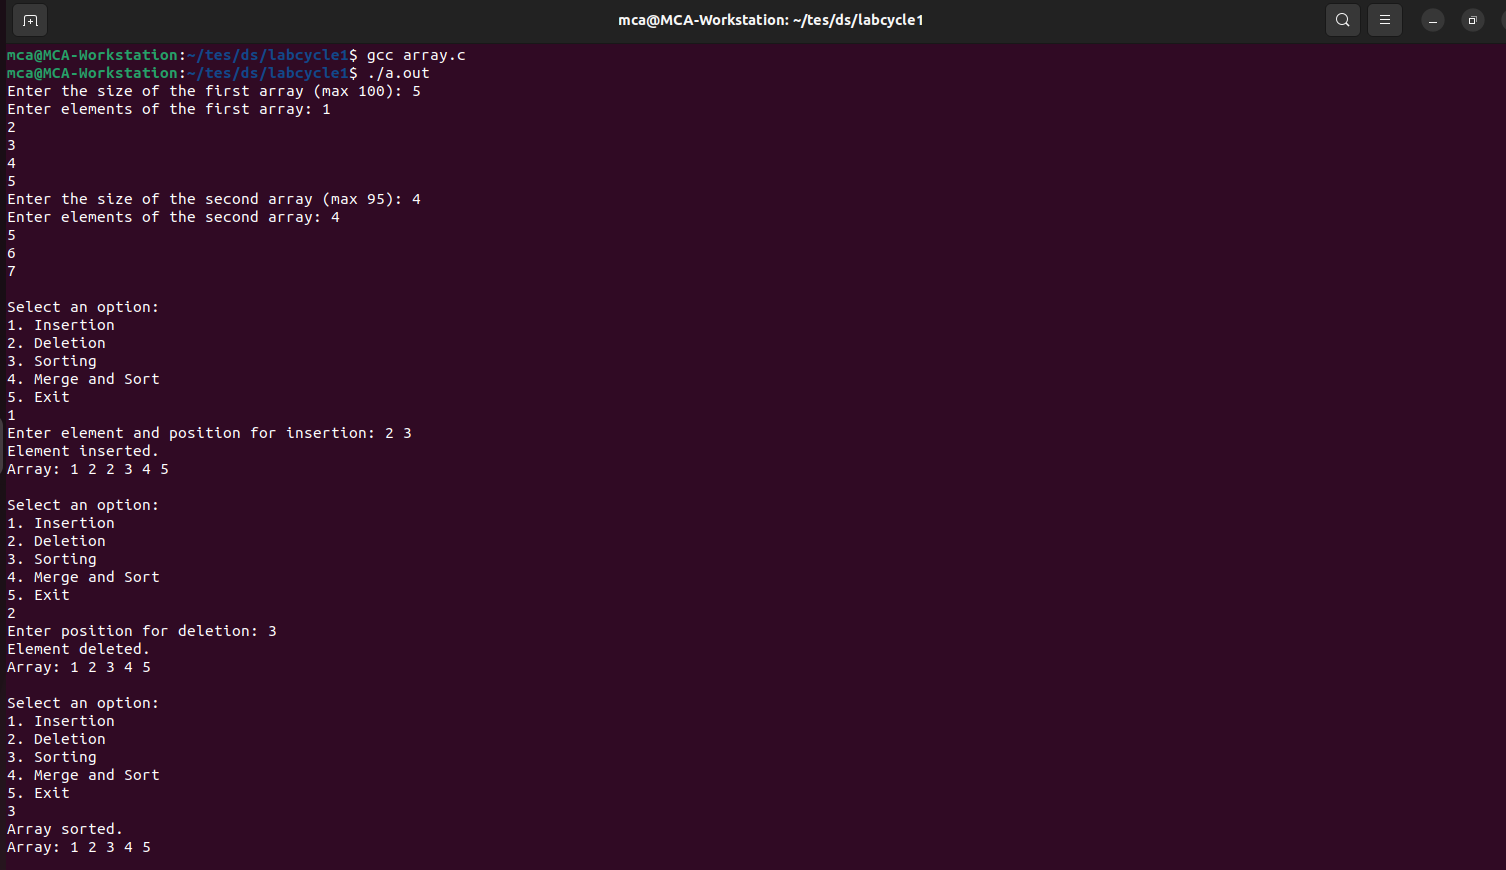 mca@MCA-Workstation: ~/tes/ds/labcycle1
mca@MCA-Workstation:~/tes/ds/labcycle1$ gcc array.c
mca@MCA-Workstation:~/tes/ds/labcycle1$ ./a.out
Enter the size of the first array (max 100): 5
Enter elements of the first array: 1
2
3
4
5
Enter the size of the second array (max 95): 4
Enter elements of the second array: 4
5
6
7

Select an option:
1. Insertion
2. Deletion
3. Sorting
4. Merge and Sort
5. Exit
1
Enter element and position for insertion: 2 3
Element inserted.
Array: 1 2 2 3 4 5

Select an option:
1. Insertion
2. Deletion
3. Sorting
4. Merge and Sort
5. Exit
2
Enter position for deletion: 3
Element deleted.
Array: 1 2 3 4 5

Select an option:
1. Insertion
2. Deletion
3. Sorting
4. Merge and Sort
5. Exit
3
Array sorted.
Array: 1 2 3 4 5